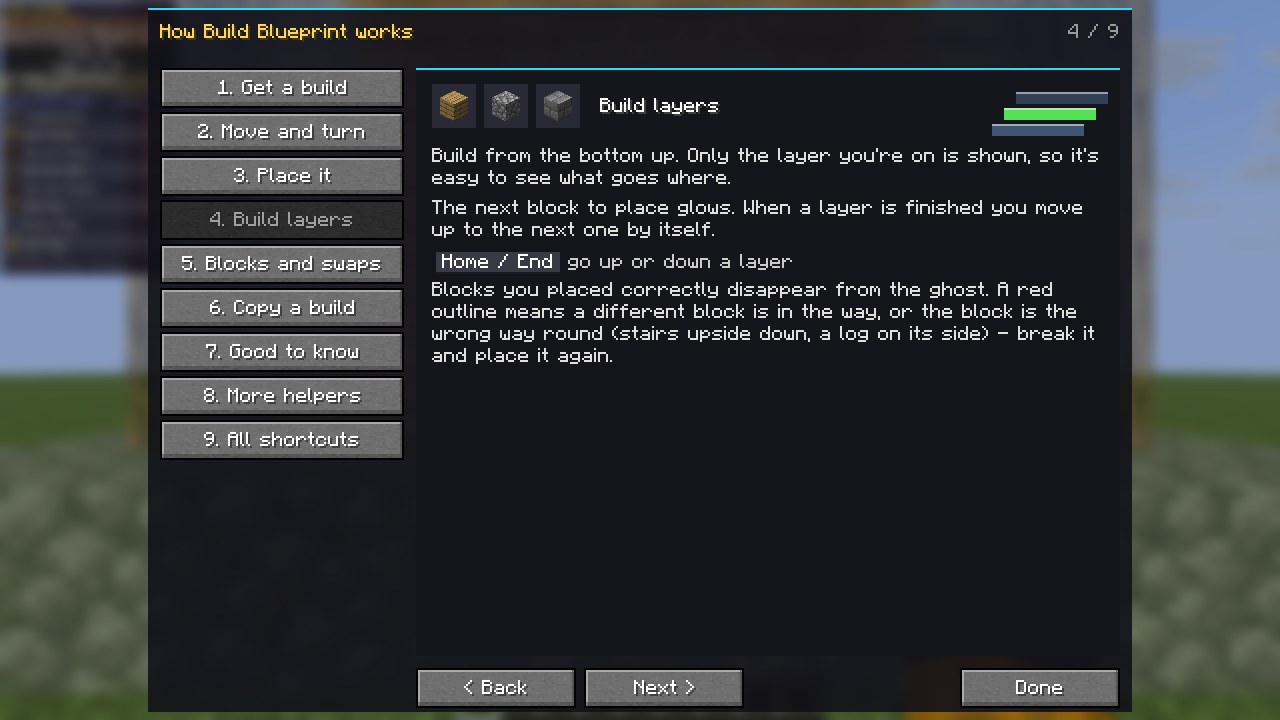 How Build Blueprint works
4 / 9
1. Get a build
2. Move and turn
3. Place it
4. Build layers
5. Blocks and swaps
6. Copy a build
7. Good to know
8. More helpers
9. All shortcuts
Build layers
Build from the bottom up. Only the layer you're on is shown, so it's
easy to see what goes where.
The next block to place glows. When a layer is finished you move
up to the next one by itself.
Home / End go up or down a layer
Blocks you placed correctly disappear from the ghost. A red
outline means a different block is in the way, or the block is the
wrong way round (stairs upside down, a log on its side) – break it
and place it again.
< Back
Next >
Done